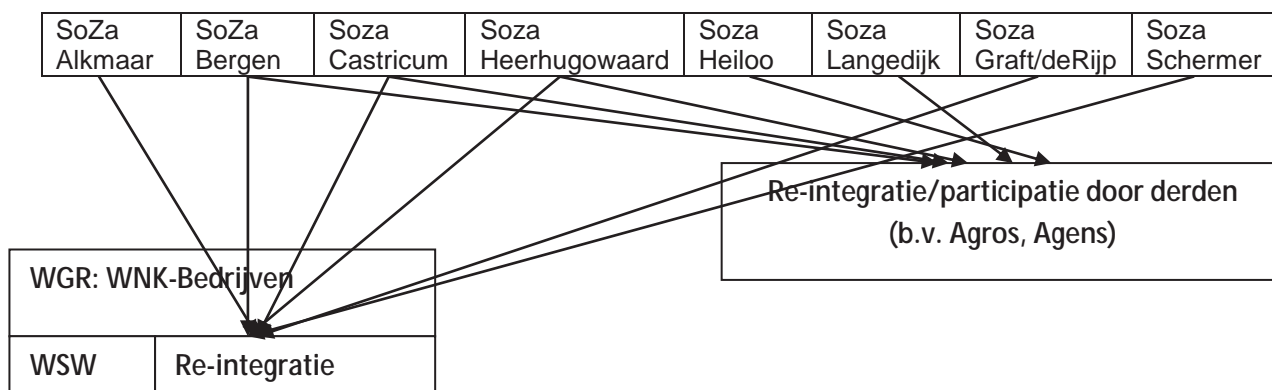 SoZa SoZa Soza Soza Soza Soza Soza Soza
Alkmaar Bergen Castricum Heerhugowaard Heiloo Langedijk Graft/deRijp Schermer
Re-integratie/participatie door derden
(b.v. Agros, Agens)
WGR: WNK-Bedrijven
WSW Re-integratie